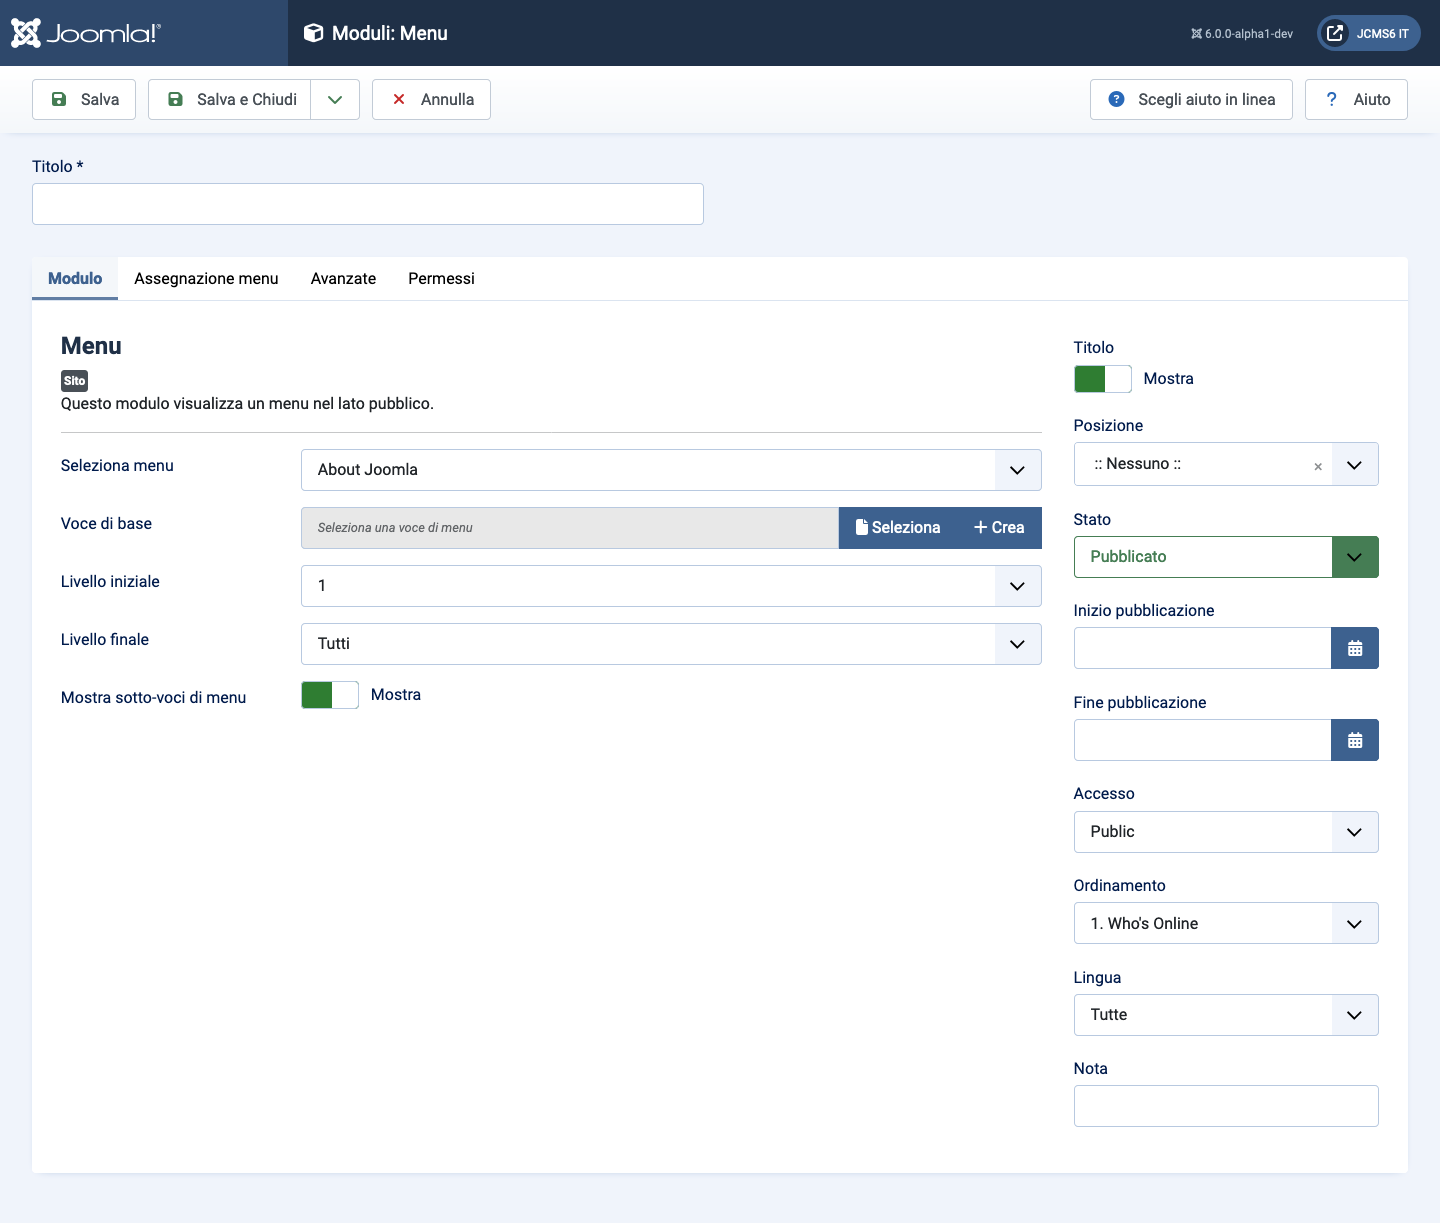 Joomla!®
Moduli: Menu
6.0.0-alpha1-dev
JCMS6 IT
Salva
Salva e Chiudi
Annulla
Scegli aiuto in linea
Aiuto
Titolo *
Modulo
Assegnazione menu
Avanzate
Permessi
Menu
Sito
Questo modulo visualizza un menu nel lato pubblico.
Seleziona menu
About Joomla
Voce di base
Seleziona una voce di menu
Seleziona
Crea
Livello iniziale
1
Livello finale
Tutti
Mostra sotto-voci di menu
Mostra
Titolo
Mostra
Posizione
:: Nessuno ::
Stato
Pubblicato
Inizio pubblicazione
Fine pubblicazione
Accesso
Public
Ordinamento
1. Who's Online
Lingua
Tutte
Nota